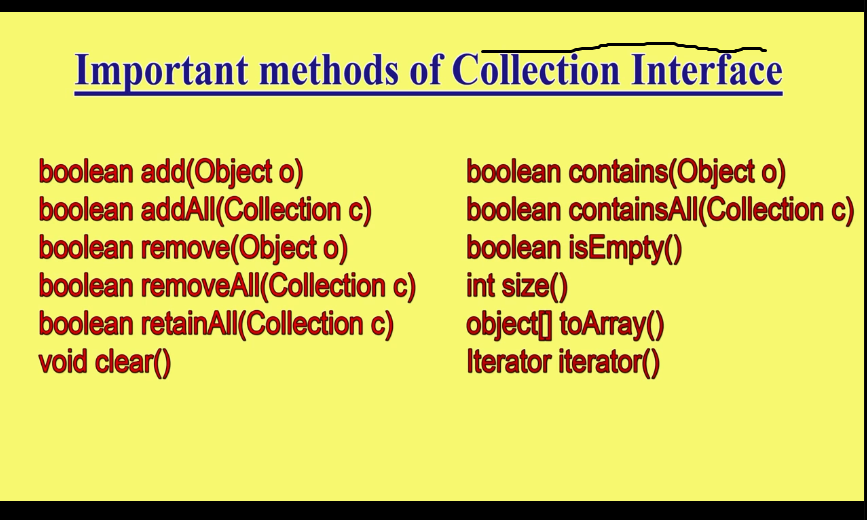 Important methods of Collection Interface
boolean add(Object o)
boolean addAll(Collection c)
boolean remove(Object o)
boolean removeAll(Collection c)
boolean retainAll(Collection c)
void clear()
boolean contains(Object o)
boolean containsAll(Collection c)
boolean isEmpty()
int size()
object[] toArray()
Iterator iterator()